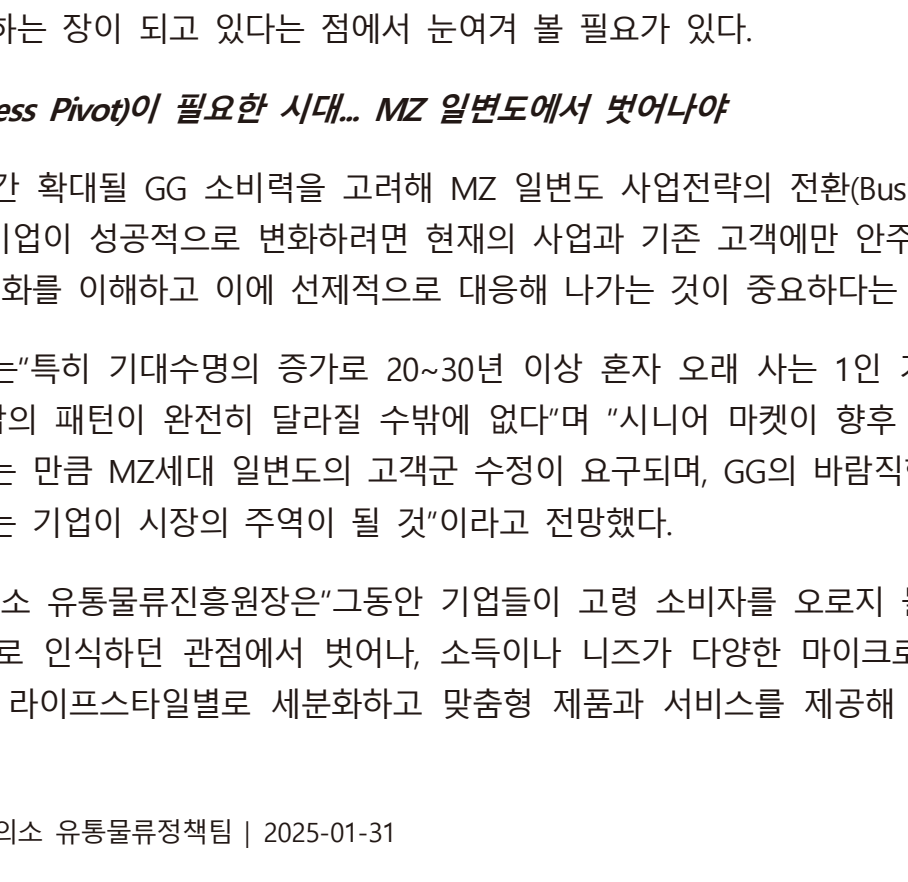 하는 장이 되고 있다는 점에서 눈여겨 볼 필요가 있다.
ess Pivot)이 필요한 시대... MZ 일변도에서 벗어나야
간 확대될 GG 소비력을 고려해 MZ 일변도 사업전략의 전환(Bus
기업이 성공적으로 변화하려면 현재의 사업과 기존 고객에만 안주
화를 이해하고 이에 선제적으로 대응해 나가는 것이 중요하다는
는“특히 기대수명의 증가로 20~30년 이상 혼자 오래 사는 1인
의 패턴이 완전히 달라질 수밖에 없다”며 “시니어 마켓이 향후
는 만큼 MZ세대 일변도의 고객군 수정이 요구되며, GG의 바람직
는 기업이 시장의 주역이 될 것”이라고 전망했다.
소 유통물류진흥원장은“그동안 기업들이 고령 소비자를 오로지
로 인식하던 관점에서 벗어나, 소득이나 니즈가 다양한 마이크로
라이프스타일별로 세분화하고 맞춤형 제품과 서비스를 제공해
의소 유통물류정책팀 | 2025-01-31